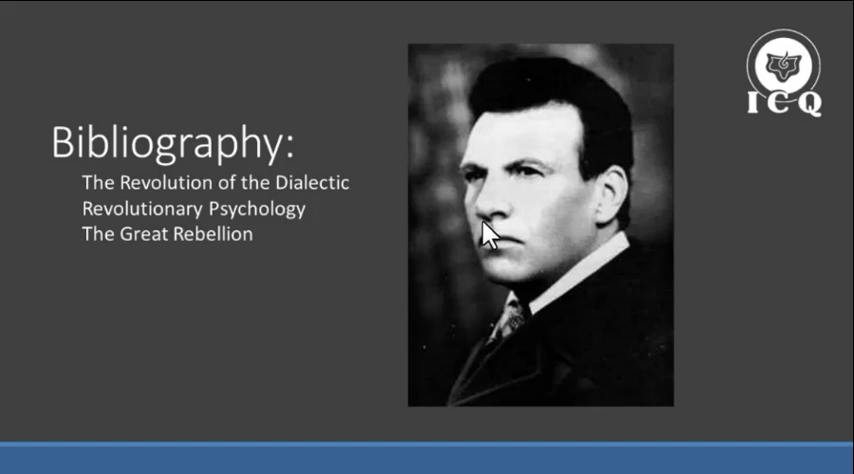 Bibliography:
The Revolution of the Dialectic
Revolutionary Psychology
The Great Rebellion
ICQ